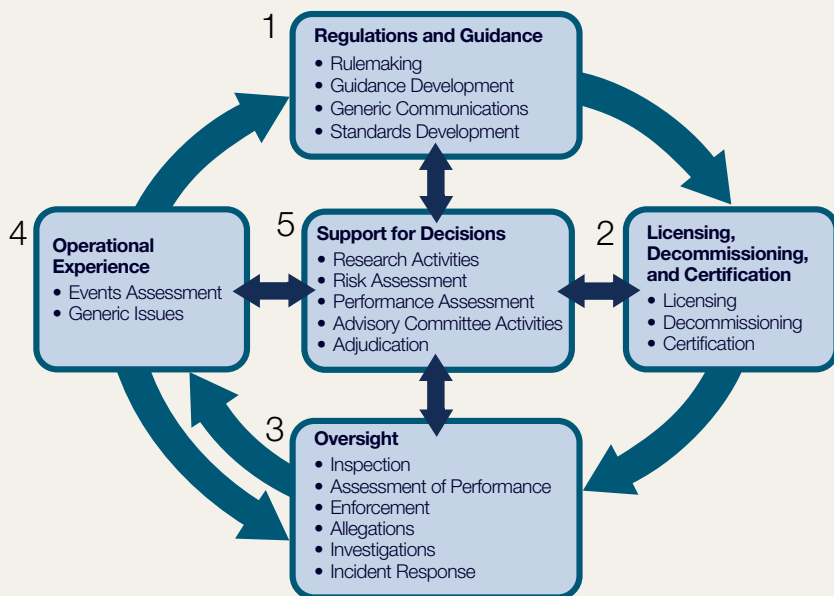 1
Regulations and Guidance
• Rulemaking
• Guidance Development
• Generic Communications
• Standards Development
4
Operational
Experience
• Events Assessment
• Generic Issues
5
Support for Decisions
• Research Activities
• Risk Assessment
• Performance Assessment
• Advisory Committee Activities
• Adjudication
2
Licensing,
Decommissioning,
and Certification
• Licensing
• Decommissioning
• Certification
3
Oversight
• Inspection
• Assessment of Performance
• Enforcement
• Allegations
• Investigations
• Incident Response